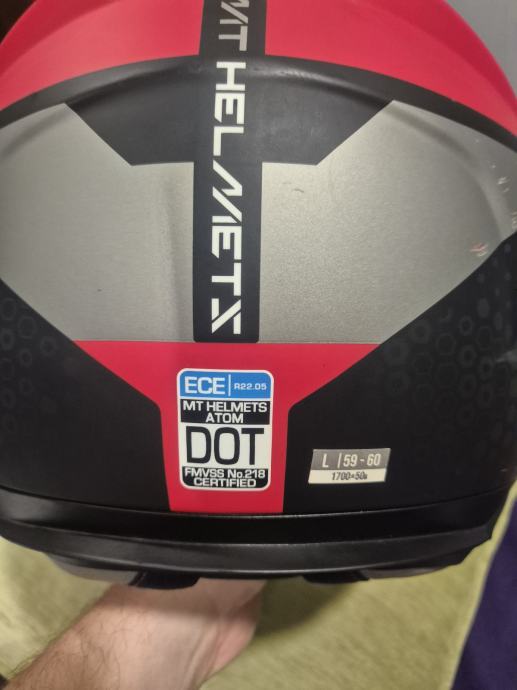 MT HELMETS
ECE R22.05
MT HELMETS
ATOM
DOT
FMVSS No.218
CERTIFIED
L 59-60
1700±50g